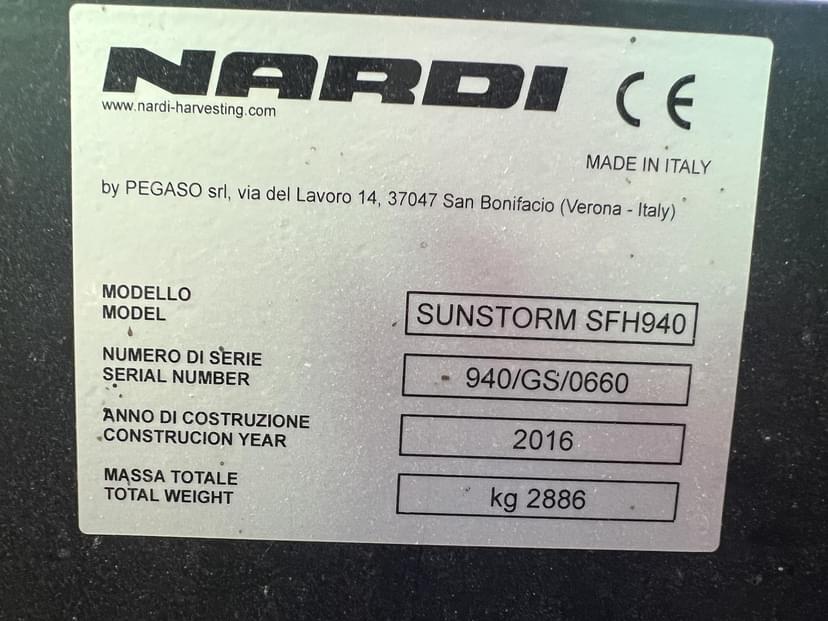 NARDI
CE
www.nardi-harvesting.com
MADE IN ITALY
by PEGASO srl, via del Lavoro 14, 37047 San Bonifacio (Verona - Italy)
MODELLO
MODEL
SUNSTORM SFH940
NUMERO DI SERIE
SERIAL NUMBER
940/GS/0660
ANNO DI COSTRUZIONE
CONSTRUCION YEAR
2016
MASSA TOTALE
TOTAL WEIGHT
kg 2886